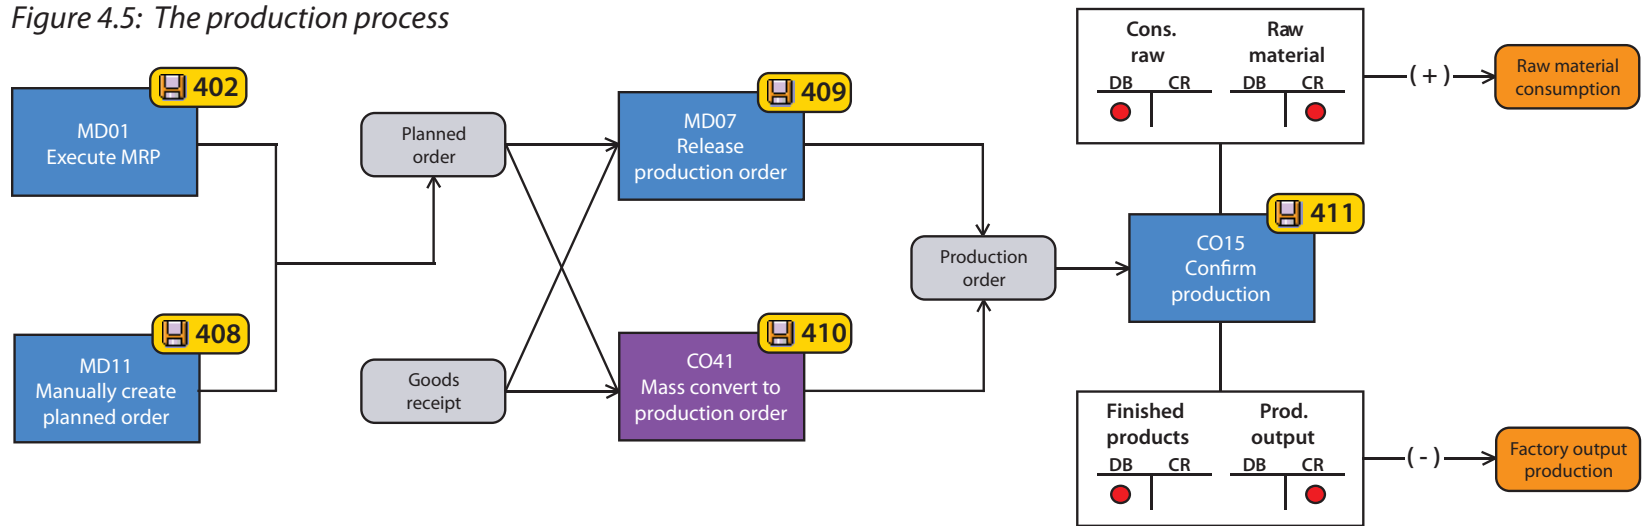 Figure 4.5: The production process
402
MD01
Execute MRP
408
MD11
Manually create
planned order
Planned
order
Goods
receipt
409
MD07
Release
production order
410
CO41
Mass convert to
production order
Production
order
411
CO15
Confirm
production
Cons.
raw
Raw
material
DB CR DB CR
(+)
Raw material
consumption
Finished
products
Prod.
output
DB CR DB CR
(-)
Factory output
production